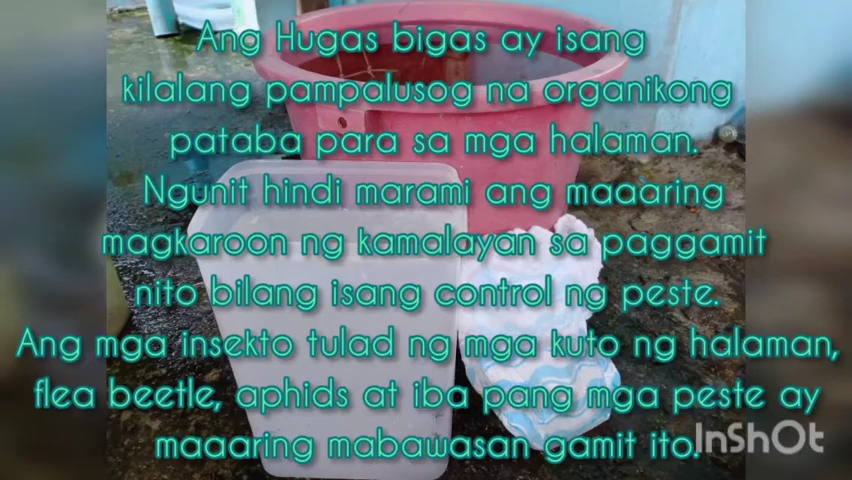 Ang Hugas bigas ay isang
kilalang pampalusog na organikong
pataba para sa mga halaman.
Ngunit hindi marami ang maaaring
magkaroon ng kamalayan sa paggamit
nito bilang isang control ng peste.
Ang mga insekto tulad ng mga kuto ng halaman,
flea beetle, aphids at iba pang mga peste ay
maaaring mabawasan gamit ito.
InShOt